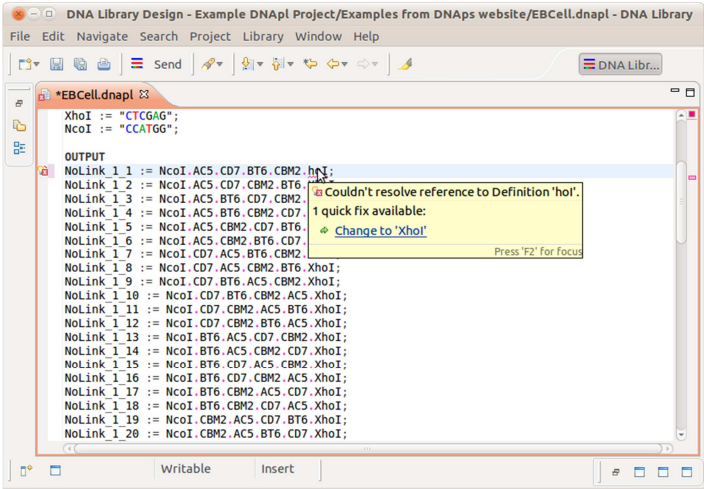 DNA Library Design - Example DNApl Project/Examples from DNAps website/EBCell.dnapl - DNA Library
File Edit Navigate Search Project Library Window Help
Send DNA Libr...
*EBCell.dnapl
XhoI := "CTCGAG";
NcoI := "CCATGG";
OUTPUT
NoLink_1_1 := NcoI.AC5.CD7.BT6.CBM2.hoI;
NoLink_1_2 := NcoI.AC5.CD7.CBM2.BT6.
NoLink_1_3 := NcoI.AC5.BT6.CD7.CBM2.
NoLink_1_4 := NcoI.AC5.BT6.CBM2.CD7.
NoLink_1_5 := NcoI.AC5.CBM2.CD7.BT6.
NoLink_1_6 := NcoI.AC5.CBM2.BT6.CD7.
NoLink_1_7 := NcoI.CD7.AC5.BT6.CBM2.
Couldn't resolve reference to Definition 'hoI'.
1 quick fix available:
Change to 'XhoI'
Press 'F2' for focus
NoLink_1_8 := NcoI.CD7.AC5.CBM2.BT6.XhoI;
NoLink_1_9 := NcoI.CD7.BT6.AC5.CBM2.XhoI;
NoLink_1_10 := NcoI.CD7.BT6.CBM2.AC5.XhoI;
NoLink_1_11 := NcoI.CD7.CBM2.AC5.BT6.XhoI;
NoLink_1_12 := NcoI.CD7.CBM2.BT6.AC5.XhoI;
NoLink_1_13 := NcoI.BT6.AC5.CD7.CBM2.XhoI;
NoLink_1_14 := NcoI.BT6.AC5.CBM2.CD7.XhoI;
NoLink_1_15 := NcoI.BT6.CD7.AC5.CBM2.XhoI;
NoLink_1_16 := NcoI.BT6.CD7.CBM2.AC5.XhoI;
NoLink_1_17 := NcoI.BT6.CBM2.AC5.CD7.XhoI;
NoLink_1_18 := NcoI.BT6.CBM2.CD7.AC5.XhoI;
NoLink_1_19 := NcoI.CBM2.AC5.CD7.BT6.XhoI;
NoLink_1_20 := NcoI.CBM2.AC5.BT6.CD7.XhoI;
Writable Insert